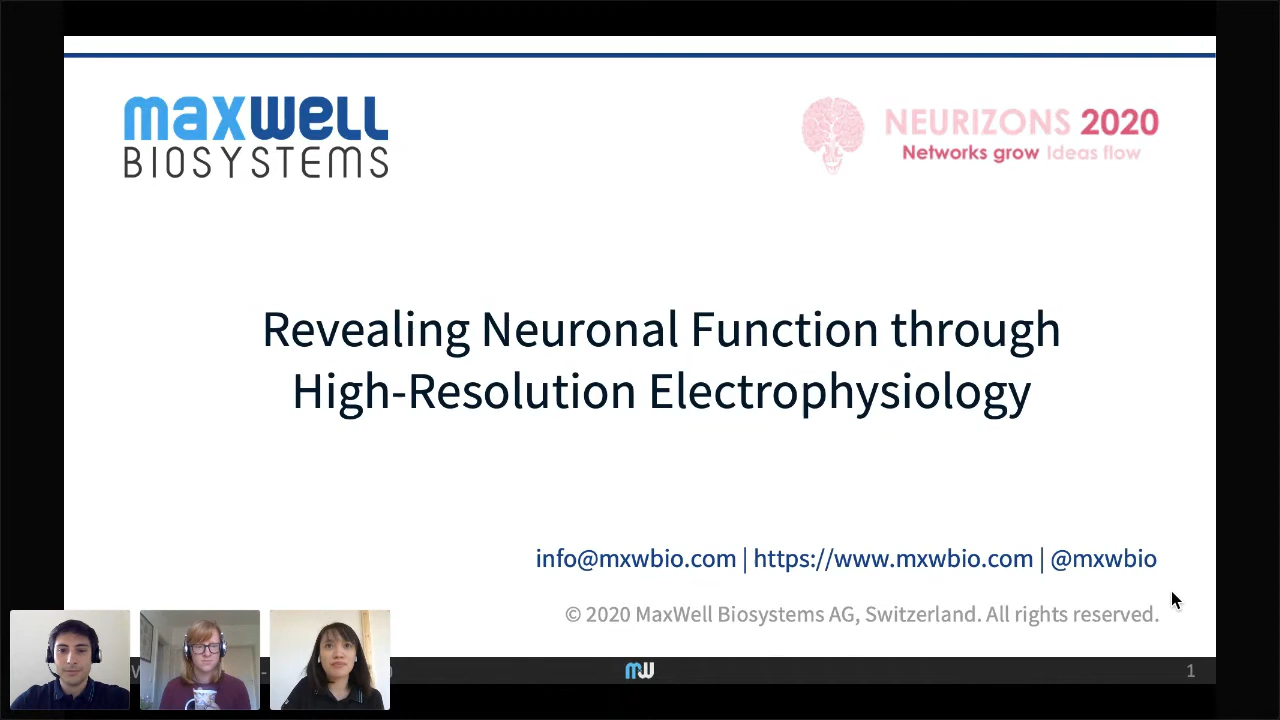 maxwell
BIOSYSTEMS
NEURIZONS 2020
Networks grow Ideas flow
Revealing Neuronal Function through
High-Resolution Electrophysiology
info@mxwbio.com | https://www.mxwbio.com | @mxwbio
© 2020 MaxWell Biosystems AG, Switzerland. All rights reserved.
mw
1